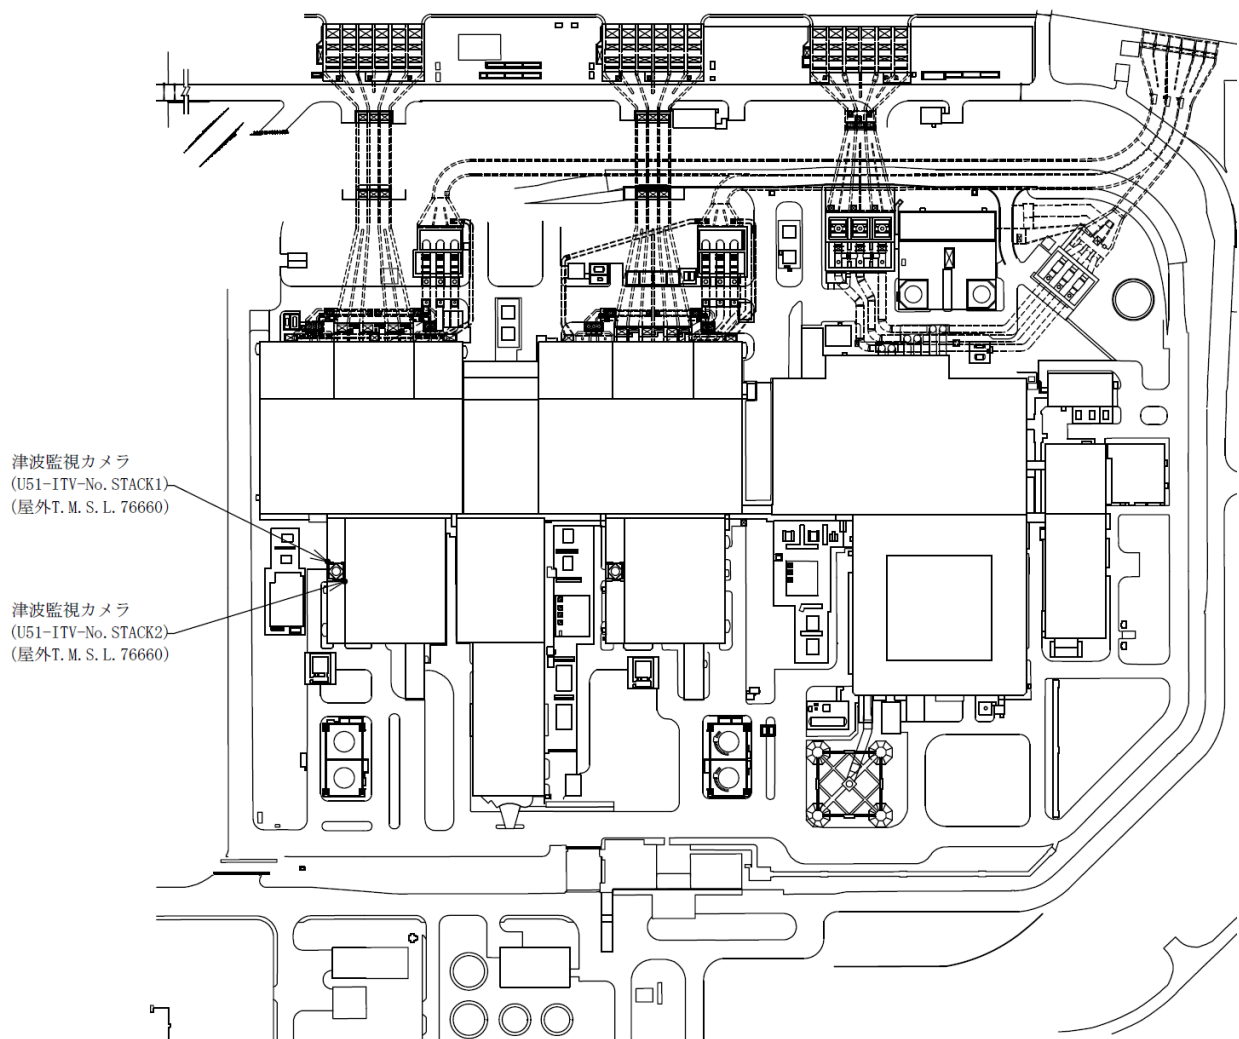 津波監視カメラ
(U51-ITV-No. STACK1)
(屋外T. M. S. L. 76660)
津波監視カメラ
(U51-ITV-No. STACK2)
(屋外T. M. S. L. 76660)